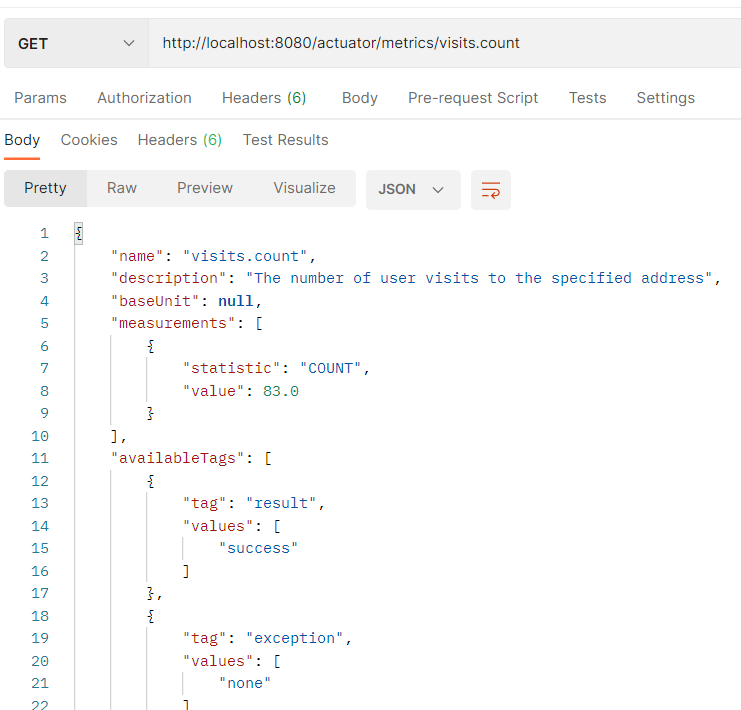 GET http://localhost:8080/actuator/metrics/visits.count
Params Authorization Headers (6) Body Pre-request Script Tests Settings
Body Cookies Headers (6) Test Results
Pretty Raw Preview Visualize JSON
1 {
2 "name": "visits.count",
3 "description": "The number of user visits to the specified address",
4 "baseUnit": null,
5 "measurements": [
6 {
7 "statistic": "COUNT",
8 "value": 83.0
9 }
10 ],
11 "availableTags": [
12 {
13 "tag": "result",
14 "values": [
15 "success"
16 ]
17 },
18 {
19 "tag": "exception",
20 "values": [
21 "none"
22 ]